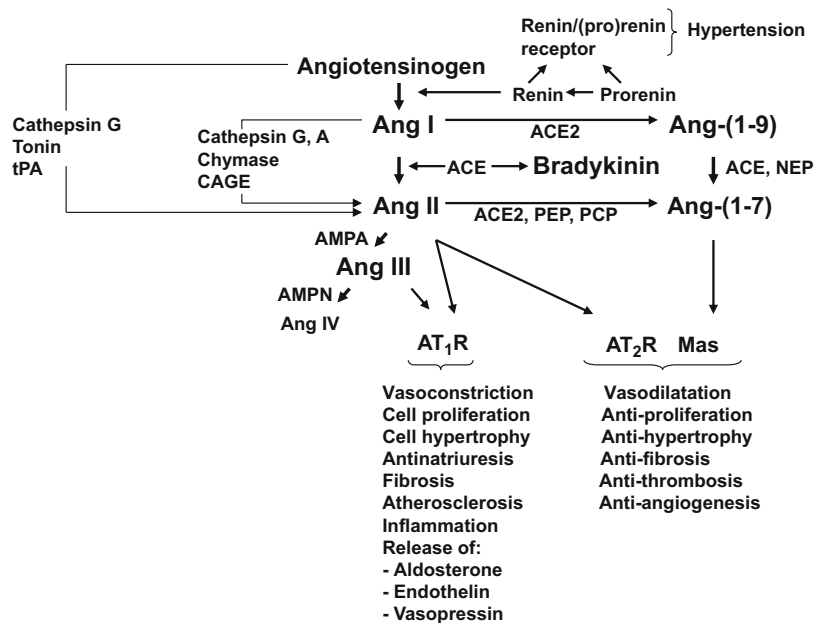 Renin/(pro)renin
receptor
Hypertension
Angiotensinogen
Renin
Prorenin
Cathepsin G
Tonin
tPA
Cathepsin G, A
Chymase
CAGE
Ang I
ACE2
Ang-(1-9)
ACE
Bradykinin
ACE, NEP
Ang II
ACE2, PEP, PCP
Ang-(1-7)
AMPA
Ang III
AMPN
Ang IV
AT₁R
AT₂R Mas
Vasoconstriction
Cell proliferation
Cell hypertrophy
Antinatriuresis
Fibrosis
Atherosclerosis
Inflammation
Release of:
- Aldosterone
- Endothelin
- Vasopressin
Vasodilatation
Anti-proliferation
Anti-hypertrophy
Anti-fibrosis
Anti-thrombosis
Anti-angiogenesis